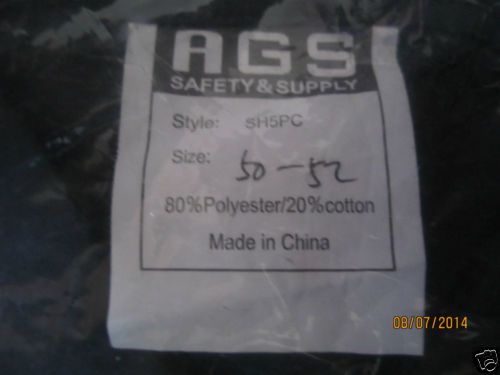 AGS
SAFETY & SUPPLY
Style: SH5PC
Size: 50-52
80%Polyester/20%cotton
Made in China
08/07/2014